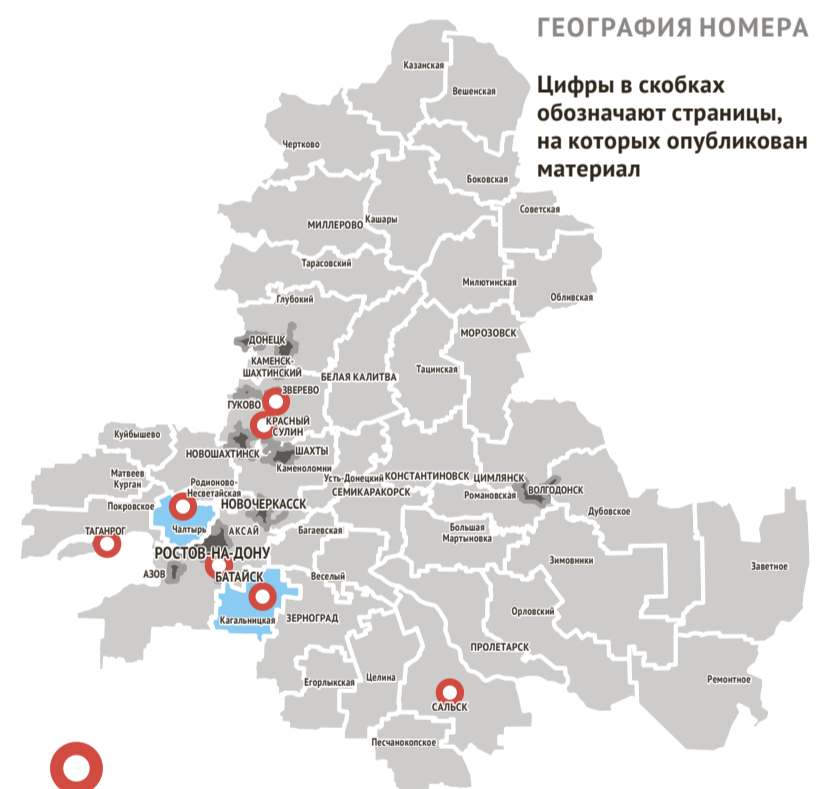 ГЕОГРАФИЯ НОМЕРА
Цифры в скобках
обозначают страницы,
на которых опубликован
материал
Казанская
Вешенская
Чертково
Боковская
Советская
МИЛЛЕРОВО
Кашары
Тарасовский
Милютинская
Обливская
Глубокий
МОРОЗОВСК
ДОНЕЦК
КАМЕНСК-
ШАХТИНСКИЙ
БЕЛАЯ КАЛИТВА
Тацинская
ЗВЕРЕВО
ГУКОВО
КРАСНЫЙ
СУЛИН
Куйбышево
НОВОШАХТИНСК
ШАХТЫ
Каменоломни
Матвеев
Курган
Родионово-
Несветайская
Усть-Донецкий
КОНСТАНТИНОВСК
ЦИМЛЯНСК
СЕМИКАРАКОРСК
Романовская
ВОЛГОДОНСК
Покровское
НОВОЧЕРКАССК
Дубовское
ТАГАНРОГ
Чалтырь
АКСАЙ
Багаевская
Большая
Мартыновка
РОСТОВ-НА-ДОНУ
Зимовники
Заветное
АЗОВ
БАТАЙСК
Веселый
Кагальницкая
ЗЕРНОГРАД
Орловский
ПРОЛЕТАРСК
Егорлыкская
Целина
Ремонтное
САЛЬСК
Песчанокопское